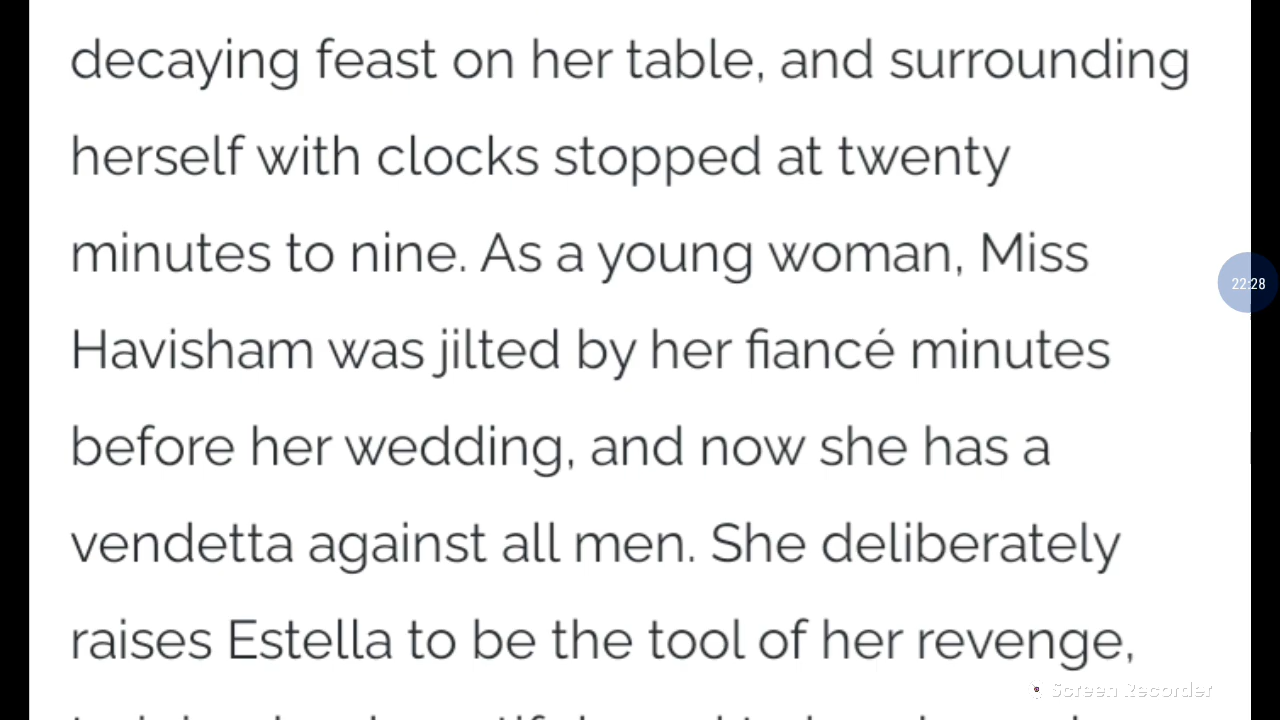 decaying feast on her table, and surrounding
herself with clocks stopped at twenty
minutes to nine. As a young woman, Miss
22:28
Havisham was jilted by her fiancé minutes
before her wedding, and now she has a
vendetta against all men. She deliberately
raises Estella to be the tool of her revenge,
Screen Recorder